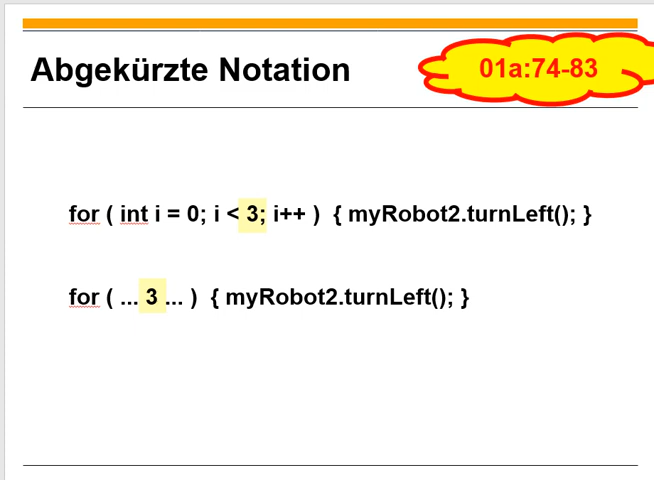 Abgekürzte Notation
01a:74-83
for ( int i = 0; i < 3; i++ ) { myRobot2.turnLeft(); }
for ( ... 3 ... ) { myRobot2.turnLeft(); }